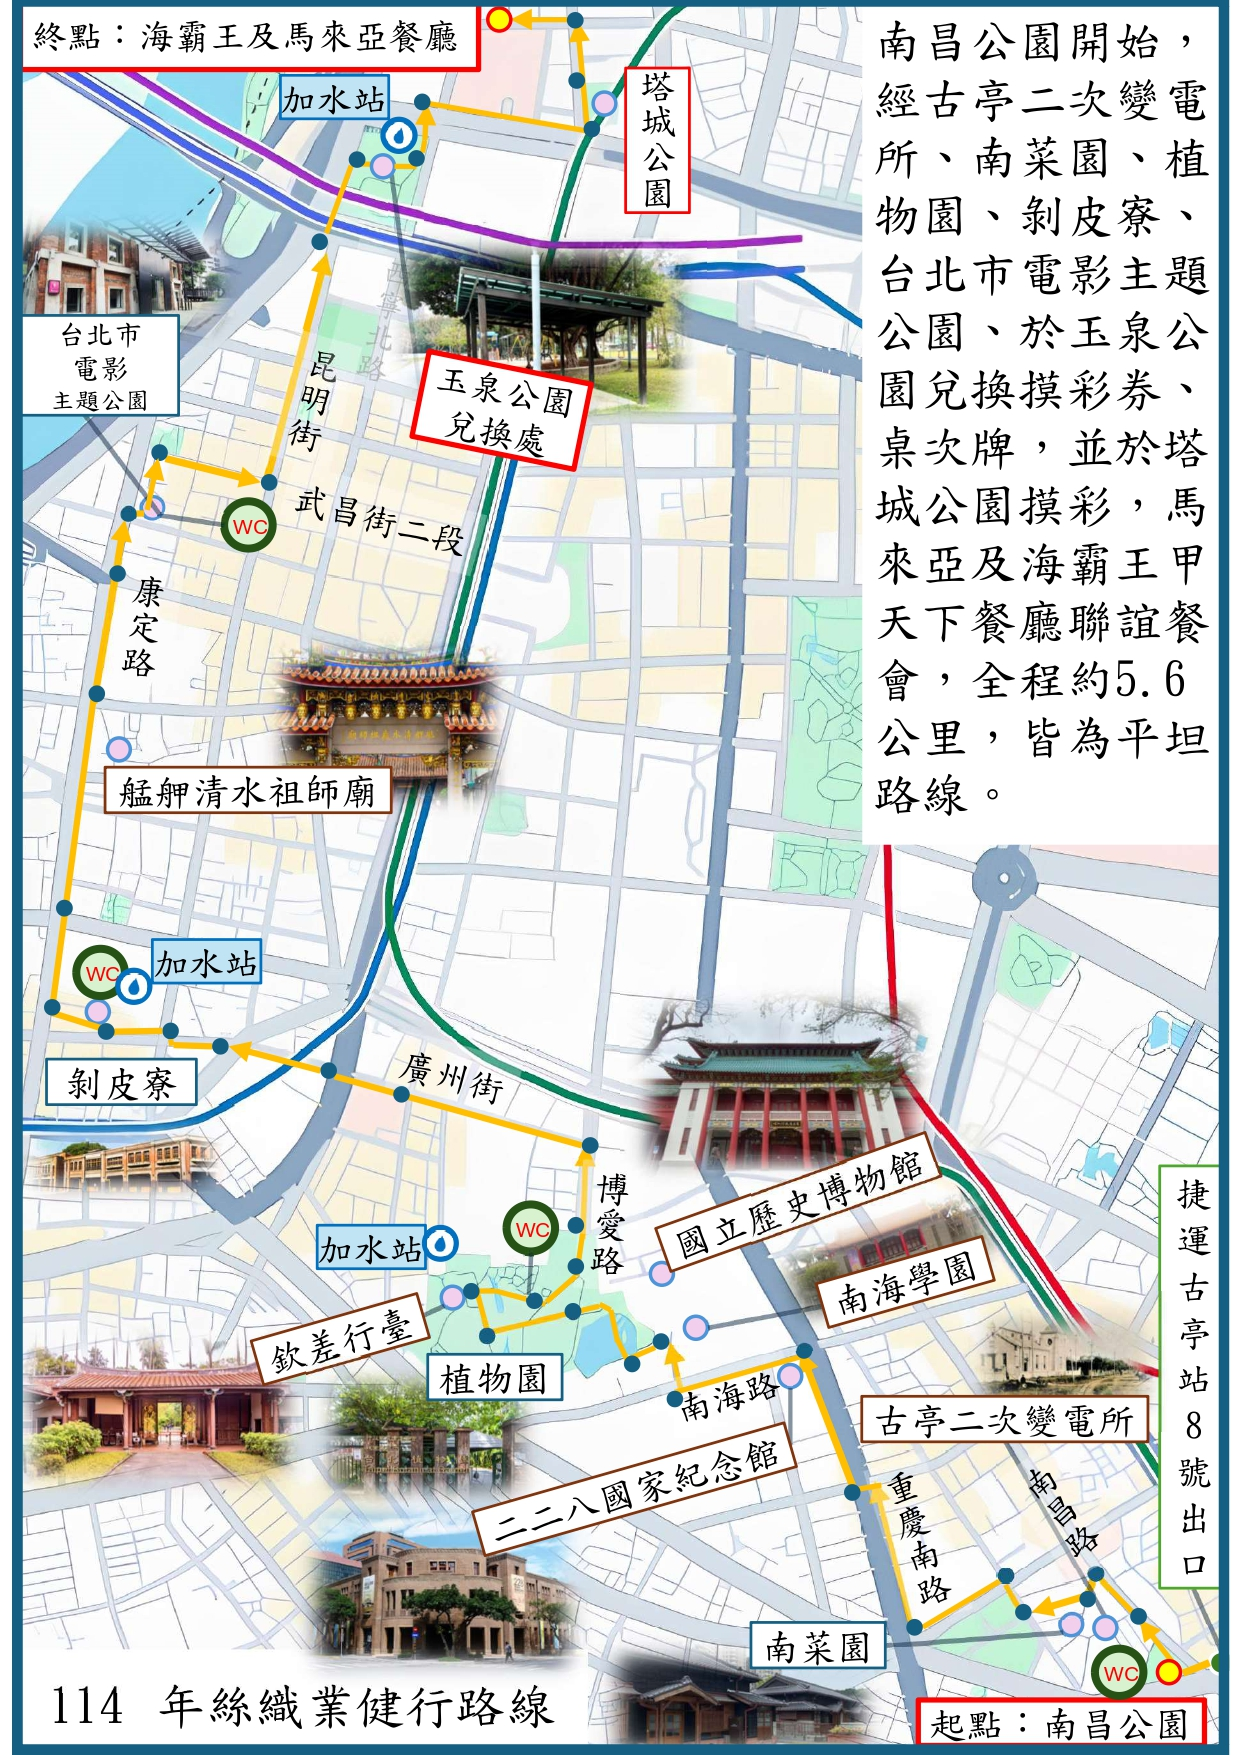 終點：海霸王及馬來亞餐廳
加水站
塔城公園
南昌公園開始，
經古亭二次變電
所、南菜園、植
物園、剝皮寮、
台北市電影主題
公園、於玉泉公
園兌換摸彩券、
桌次牌，並於塔
城公園摸彩，馬
來亞及海霸王甲
天下餐廳聯誼餐
會，全程約5.6
公里，皆為平坦
路線。
台北市
電影
主題公園
昆明街
玉泉公園
兌換處
WC
武昌街二段
康定路
艋舺清水祖師廟
WC
加水站
剝皮寮
廣州街
博愛路
WC
加水站
國立歷史博物館
南海學園
欽差行臺
植物園
南海路
古亭二次變電所
捷運古亭站8號出口
二二八國家紀念館
重慶南路
南昌路
南菜園
WC
114 年絲織業健行路線
起點：南昌公園